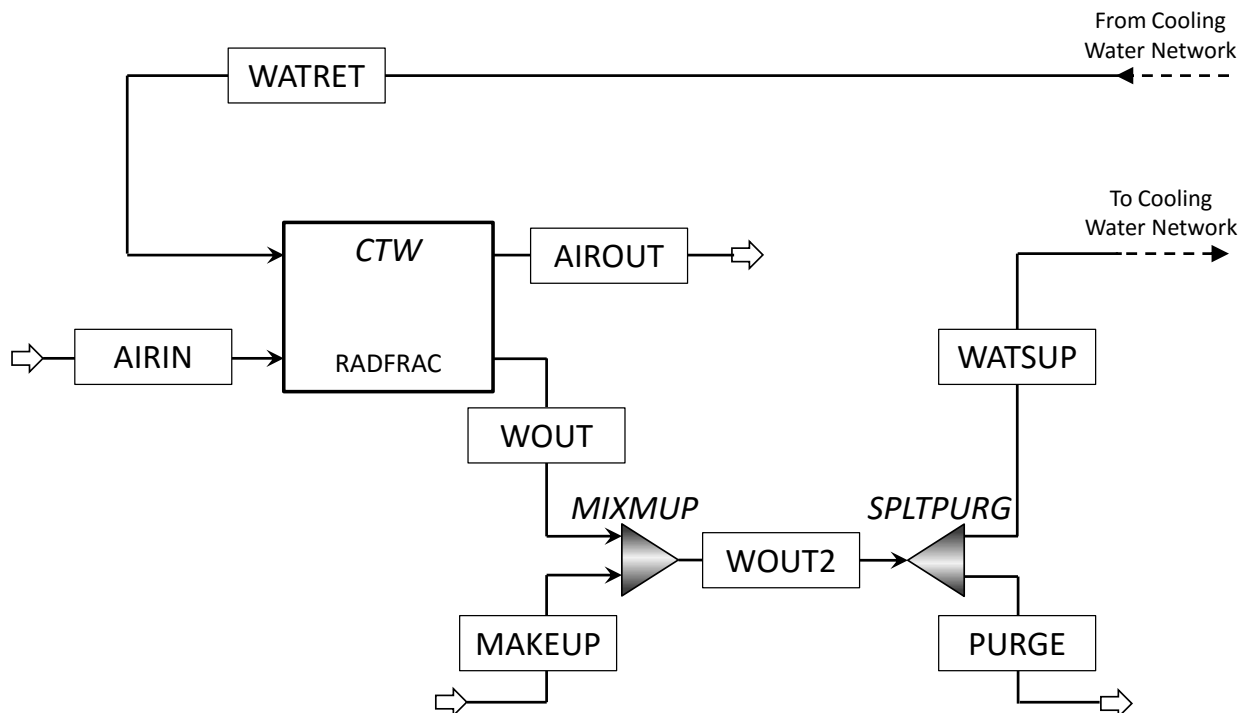 From Cooling
Water Network
WATRET
To Cooling
Water Network
CTW
AIROUT
AIRIN
RADFRAC
WATSUP
WOUT
MIXMUP
SPLTPURG
WOUT2
MAKEUP
PURGE